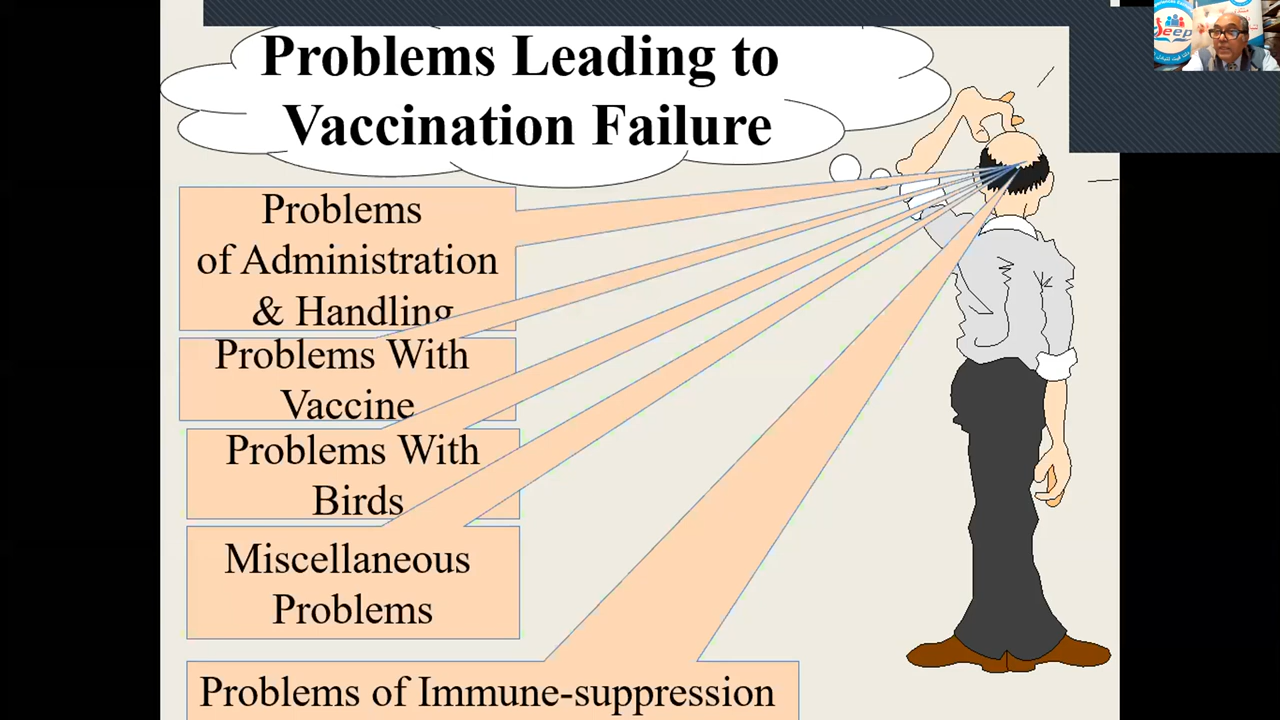 Problems Leading to
Vaccination Failure
Problems
of Administration
& Handling
Problems With
Vaccine
Problems With
Birds
Miscellaneous
Problems
Problems of Immune-suppression